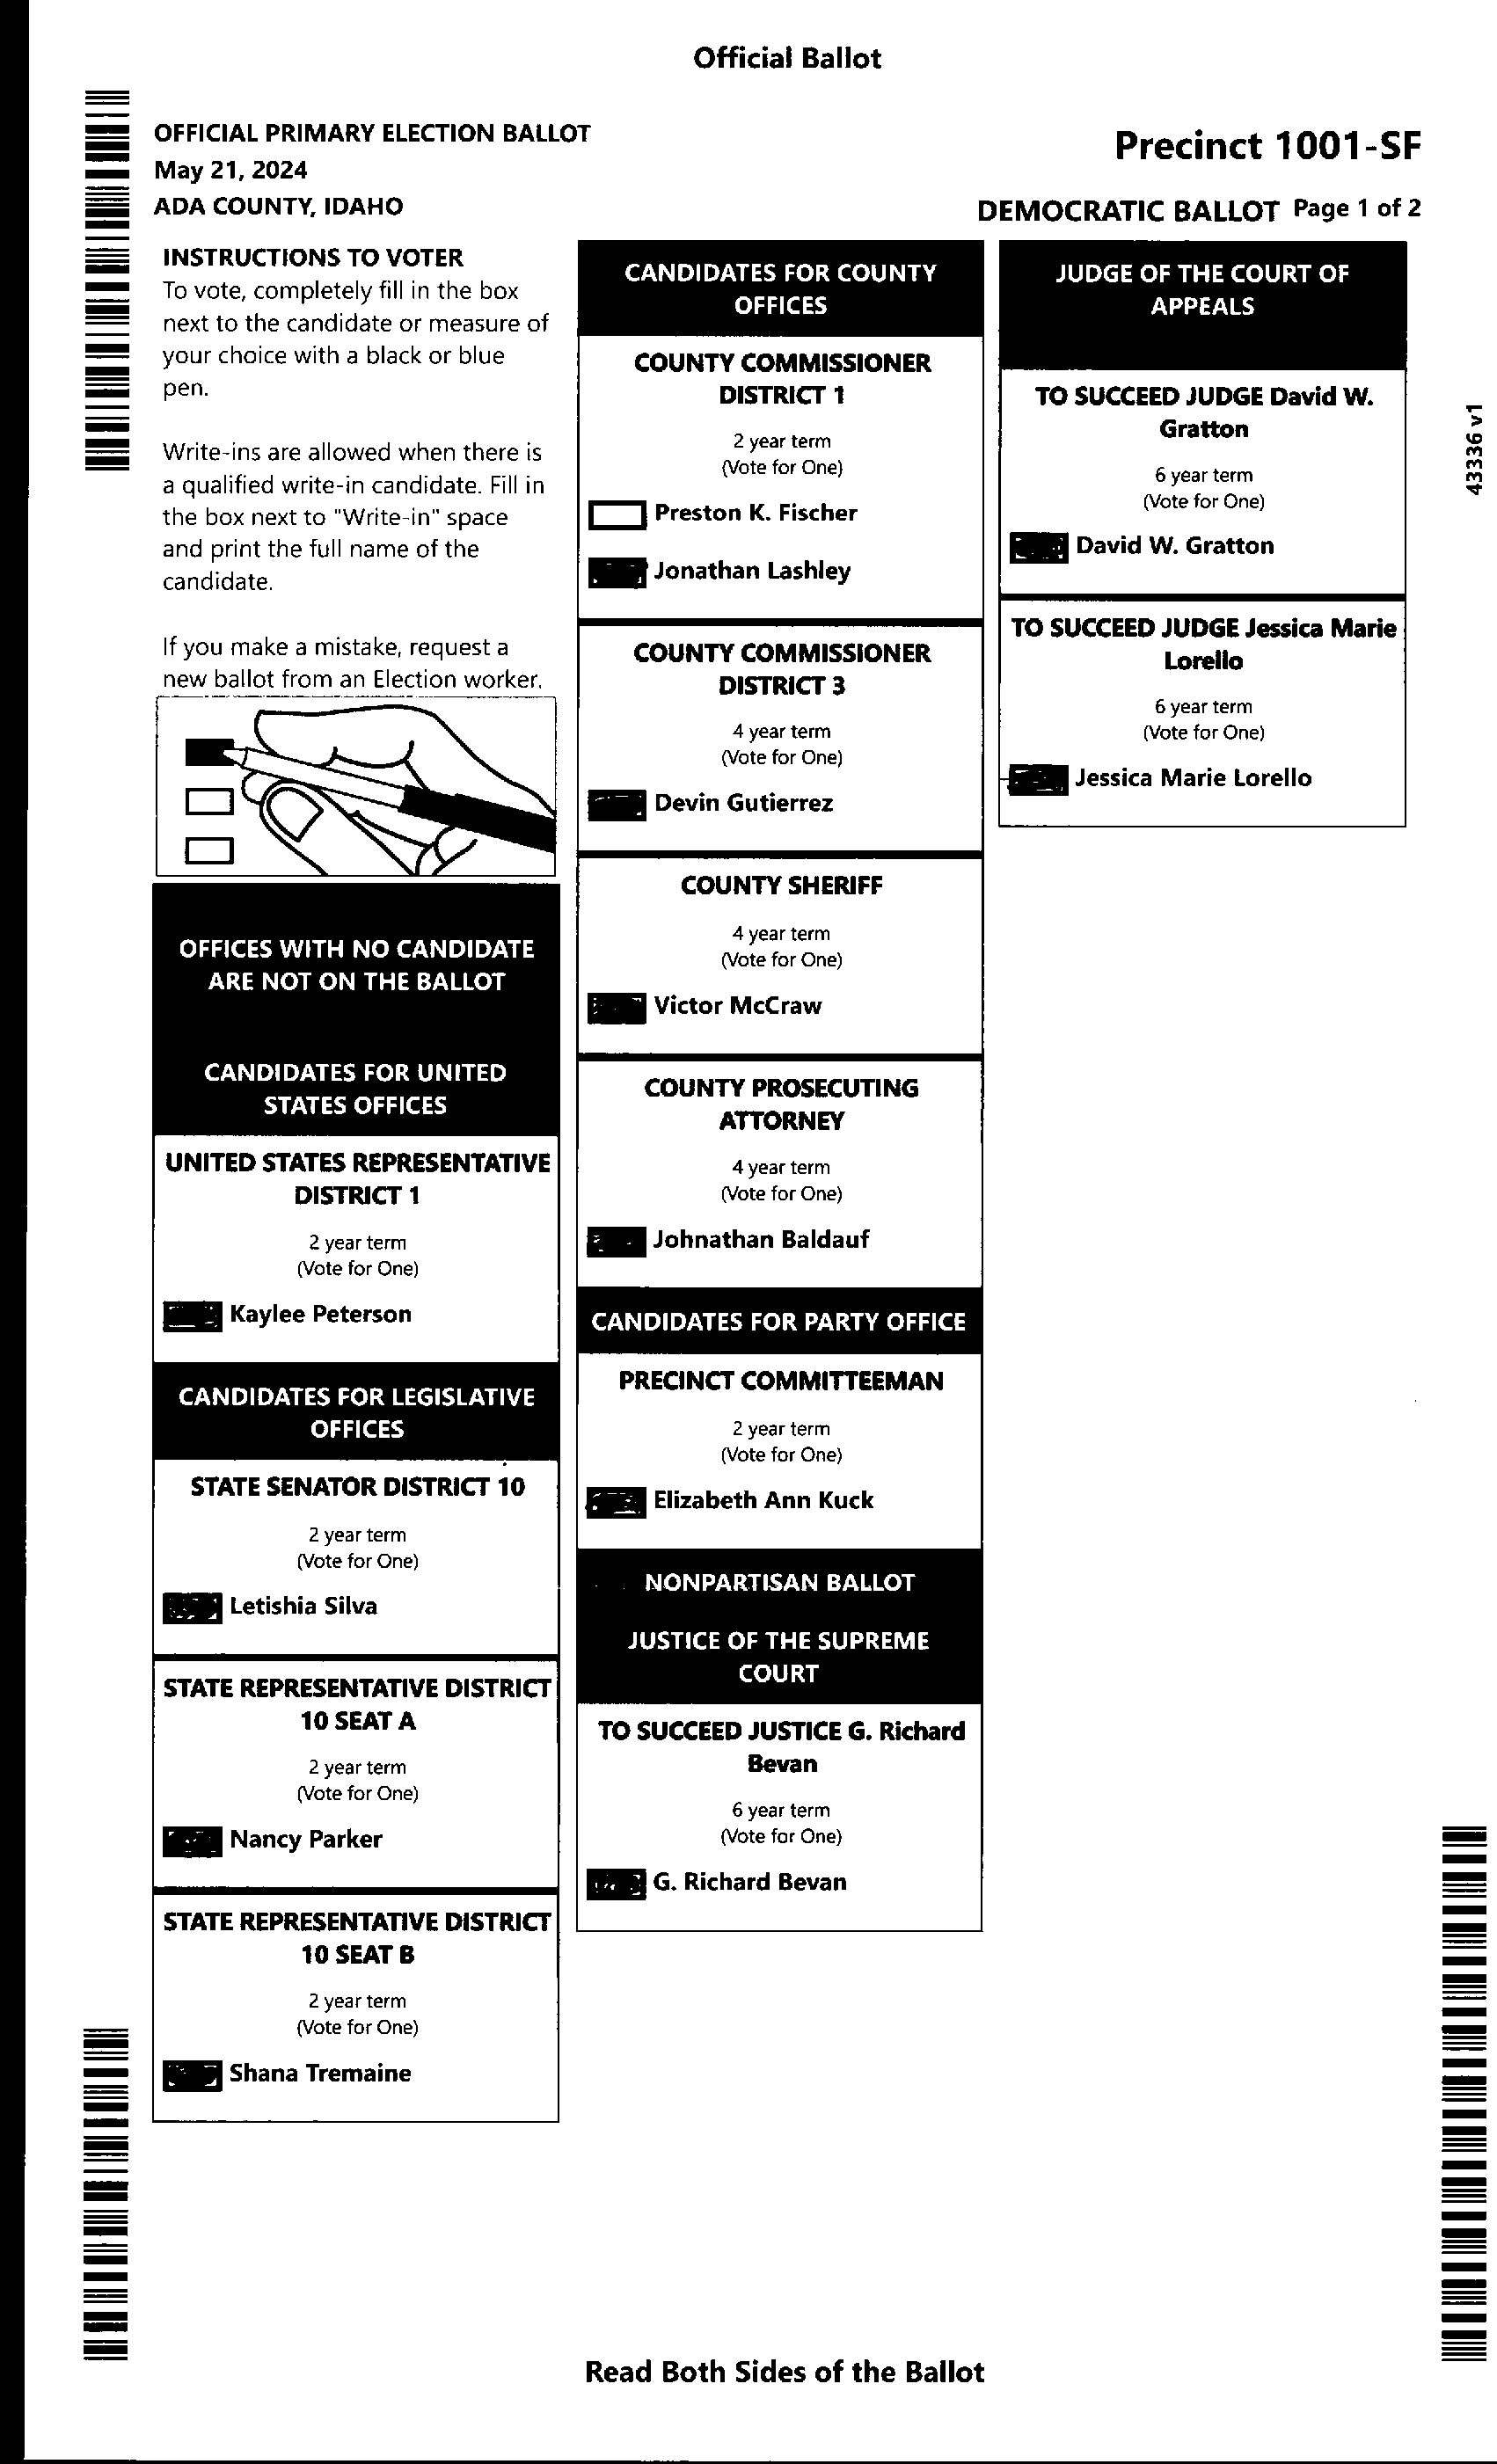 Official Ballot
OFFICIAL PRIMARY ELECTION BALLOT
May 21, 2024
ADA COUNTY, IDAHO
Precinct 1001-SF
DEMOCRATIC BALLOT Page 1 of 2
INSTRUCTIONS TO VOTER
To vote, completely fill in the box
next to the candidate or measure of
your choice with a black or blue
pen.
Write-ins are allowed when there is
a qualified write-in candidate. Fill in
the box next to "Write-in" space
and print the full name of the
candidate.
If you make a mistake, request a
new ballot from an Election worker.
OFFICES WITH NO CANDIDATE
ARE NOT ON THE BALLOT
CANDIDATES FOR UNITED
STATES OFFICES
UNITED STATES REPRESENTATIVE
DISTRICT 1
2 year term
(Vote for One)
Kaylee Peterson
CANDIDATES FOR LEGISLATIVE
OFFICES
STATE SENATOR DISTRICT 10
2 year term
(Vote for One)
Letishia Silva
STATE REPRESENTATIVE DISTRICT
10 SEAT A
2 year term
(Vote for One)
Nancy Parker
STATE REPRESENTATIVE DISTRICT
10 SEAT B
2 year term
(Vote for One)
Shana Tremaine
CANDIDATES FOR COUNTY
OFFICES
COUNTY COMMISSIONER
DISTRICT 1
2 year term
(Vote for One)
Preston K. Fischer
Jonathan Lashley
COUNTY COMMISSIONER
DISTRICT 3
4 year term
(Vote for One)
Devin Gutierrez
COUNTY SHERIFF
4 year term
(Vote for One)
Victor McCraw
COUNTY PROSECUTING
ATTORNEY
4 year term
(Vote for One)
Johnathan Baldauf
CANDIDATES FOR PARTY OFFICE
PRECINCT COMMITTEEMAN
2 year term
(Vote for One)
Elizabeth Ann Kuck
NONPARTISAN BALLOT
JUSTICE OF THE SUPREME
COURT
TO SUCCEED JUSTICE G. Richard
Bevan
6 year term
(Vote for One)
G. Richard Bevan
JUDGE OF THE COURT OF
APPEALS
TO SUCCEED JUDGE David W.
Gratton
6 year term
(Vote for One)
David W. Gratton
TO SUCCEED JUDGE Jessica Marie
Lorello
6 year term
(Vote for One)
Jessica Marie Lorello
43336 v1
Read Both Sides of the Ballot